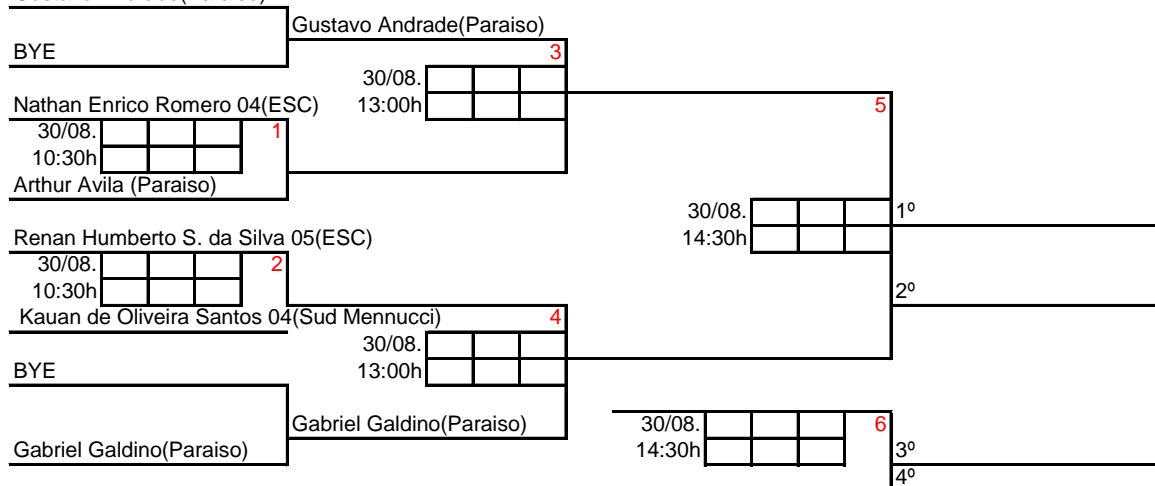 Gustavo Andrade(Paraiso)
BYE
3
30/08.
13:00h
Nathan Enrico Romero 04(ESC)
5
30/08.
1
10:30h
Arthur Avila (Paraiso)
30/08.
1º
14:30h
Renan Humberto S. da Silva 05(ESC)
30/08.
2
10:30h
2º
Kauan de Oliveira Santos 04(Sud Mennucci)
4
30/08.
13:00h
BYE
Gabriel Galdino(Paraiso)
30/08.
6
14:30h
Gabriel Galdino(Paraiso)
3º
4º